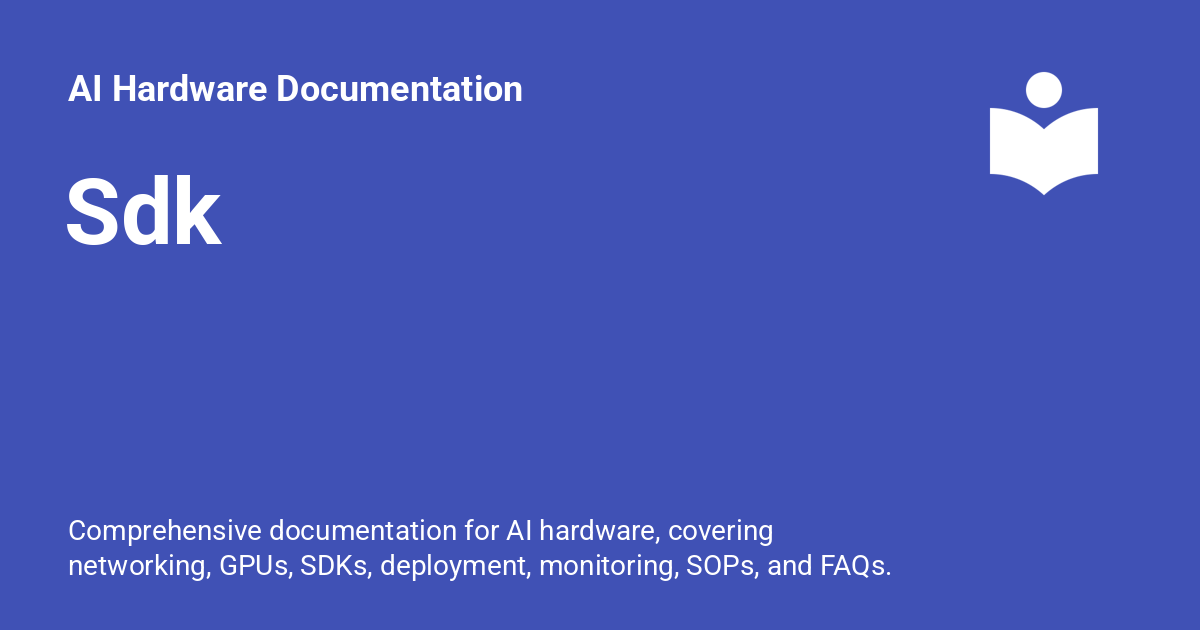 AI Hardware Documentation
Sdk
Comprehensive documentation for AI hardware, covering
networking, GPUs, SDKs, deployment, monitoring, SOPs, and FAQs.